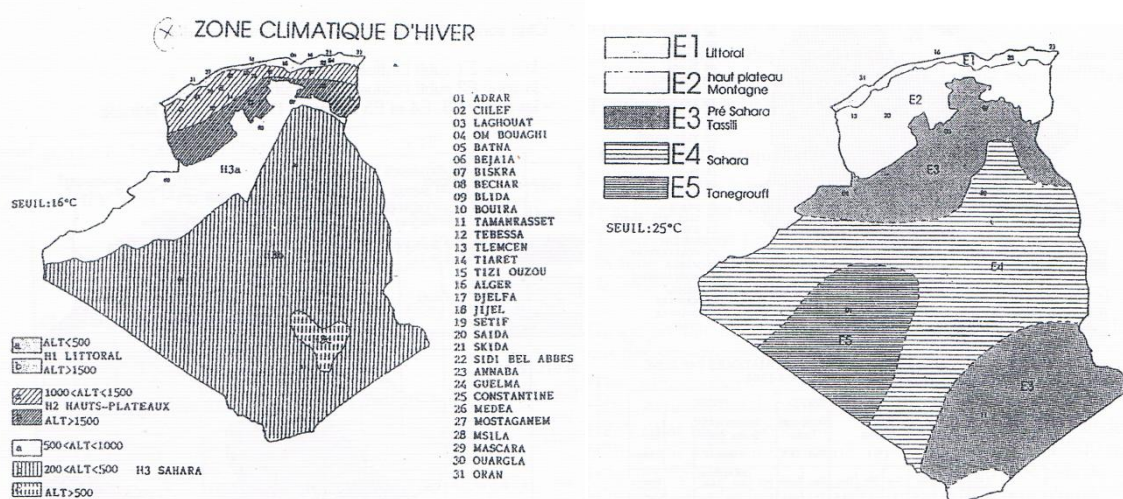 ZONE CLIMATIQUE D'HIVER
H3a
SEUIL:16°C
a ALT<500
H1 LITTORAL
b ALT>1500
1000<ALT<1500
H2 HAUTS-PLATEAUX
b ALT>1500
a 500<ALT<1000
200<ALT<500 H3 SAHARA
ALT>500
01 ADRAR
02 CHLEF
03 LAGHOUAT
04 OM BOUAGHI
05 BATNA
06 BEJAIA
07 BISKRA
08 BECHAR
09 BLIDA
10 BOUIRA
11 TAMANRASSET
12 TEBESSA
13 TLEMCEN
14 TIARET
15 TIZI OUZOU
16 ALGER
17 DJELFA
18 JIJEL
19 SETIF
20 SAIDA
21 SKIDA
22 SIDI BEL ABBES
23 ANNABA
24 GUELMA
25 CONSTANTINE
26 MEDEA
27 MOSTAGANEM
28 MSILA
29 MASCARA
30 OUARGLA
31 ORAN
E1 Littoral
E2 haut plateau
Montagne
E3 Pré Sahara
Tassili
E4 Sahara
E5 Tanegrouft
SEUIL:25°C
E1
E2
E3
E4
E5
E3